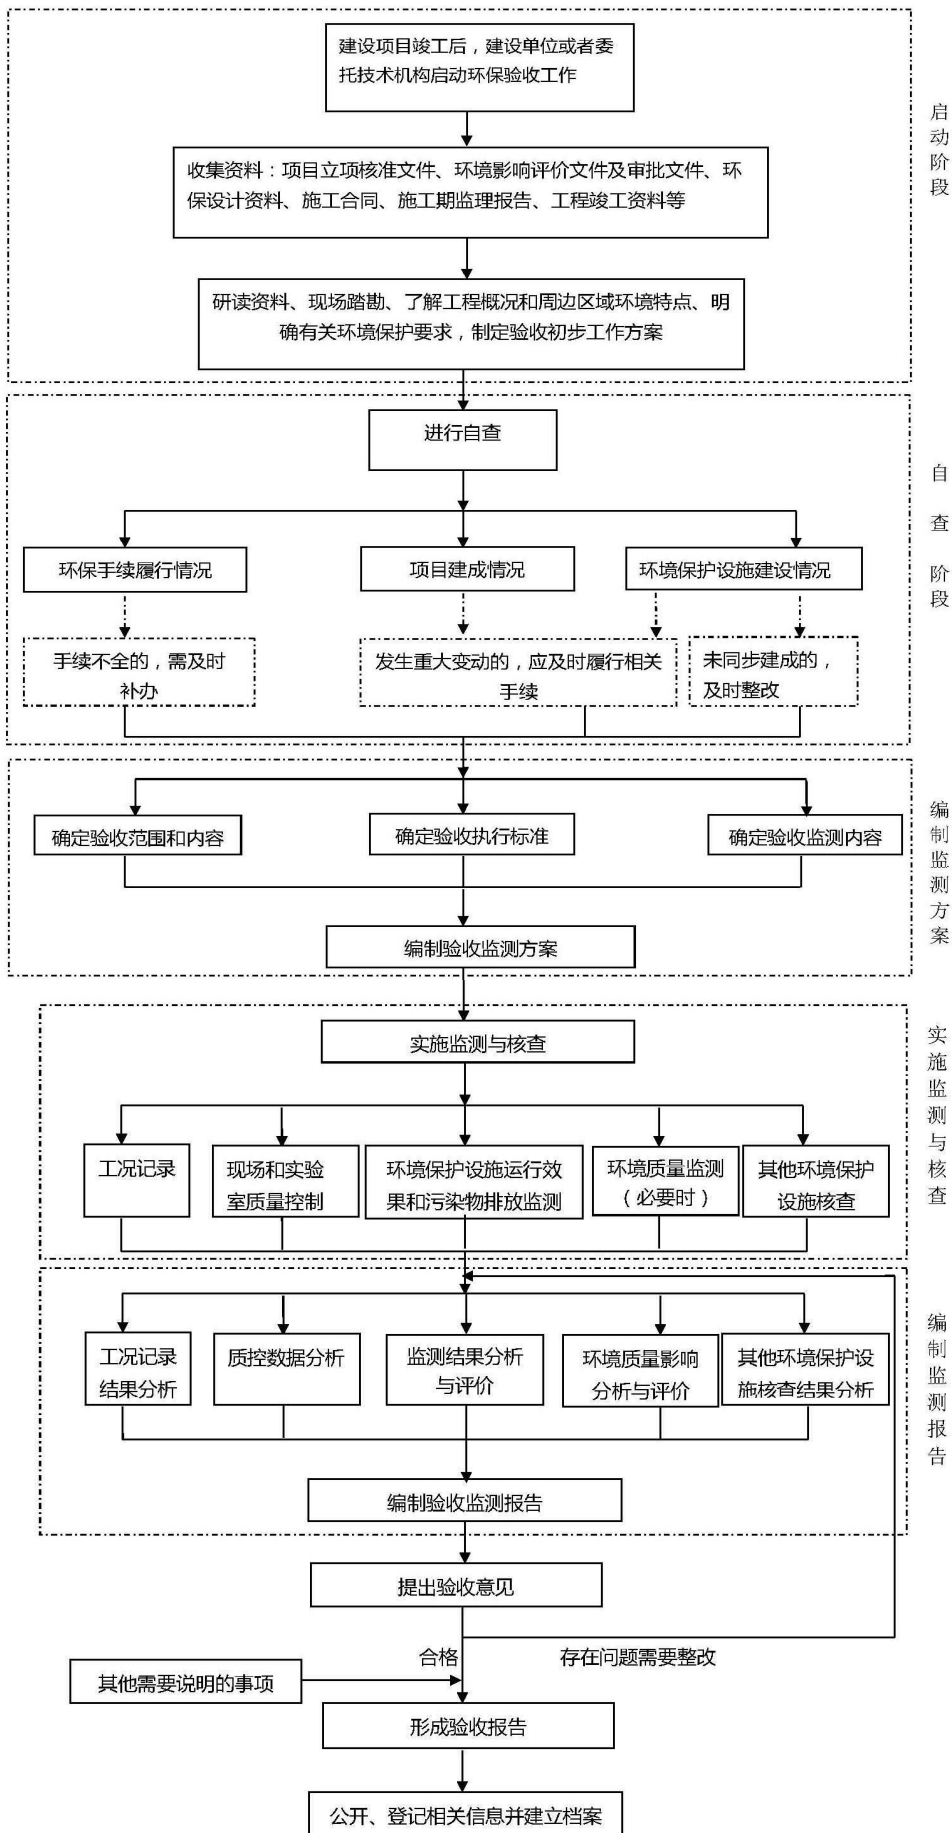 建设项目竣工后，建设单位或者委
托技术机构启动环保验收工作
收集资料：项目立项核准文件、环境影响评价文件及审批文件、环
保设计资料、施工合同、施工期监理报告、工程竣工资料等
研读资料、现场踏勘、了解工程概况和周边区域环境特点、明
确有关环境保护要求，制定验收初步工作方案
启动阶段
进行自查
环保手续履行情况
项目建成情况
环境保护设施建设情况
手续不全的，需及时
补办
发生重大变动的，应及时履行相关
手续
未同步建成的，
及时整改
自查阶段
确定验收范围和内容
确定验收执行标准
确定验收监测内容
编制验收监测方案
编制监测方案
实施监测与核查
工况记录
现场和实验
室质量控制
环境保护设施运行效
果和污染物排放监测
环境质量监测
（必要时）
其他环境保护
设施核查
实施监测与核查
工况记录
结果分析
质控数据分析
监测结果分析
与评价
环境质量影响
分析与评价
其他环境保护设
施核查结果分析
编制验收监测报告
编制监测报告
提出验收意见
合格
存在问题需要整改
其他需要说明的事项
形成验收报告
公开、登记相关信息并建立档案